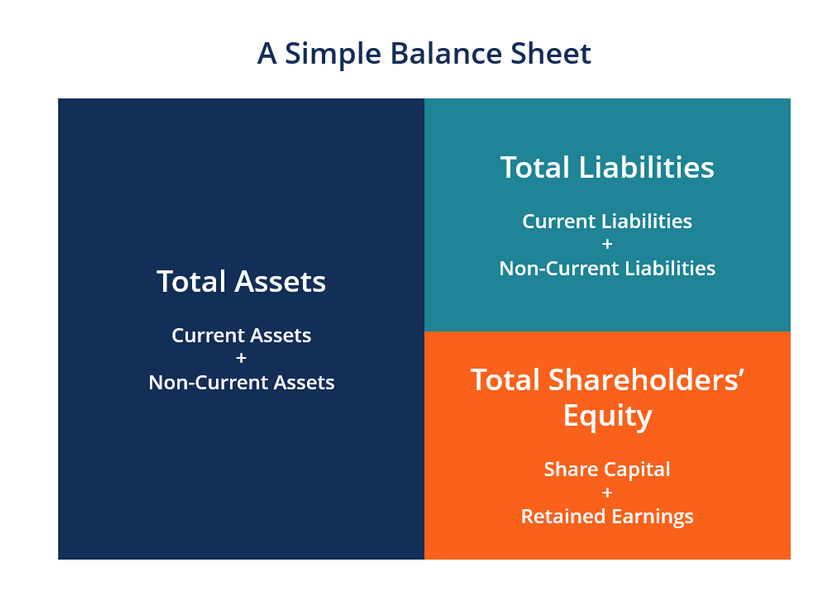 A Simple Balance Sheet
Total Assets
Current Assets
+
Non-Current Assets
Total Liabilities
Current Liabilities
+
Non-Current Liabilities
Total Shareholders’
Equity
Share Capital
+
Retained Earnings